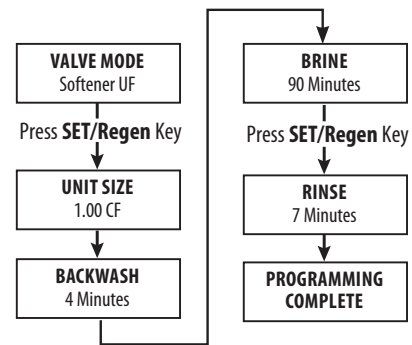 VALVE MODE
Softener UF
Press SET/Regen Key
UNIT SIZE
1.00 CF
BACKWASH
4 Minutes
BRINE
90 Minutes
Press SET/Regen Key
RINSE
7 Minutes
PROGRAMMING
COMPLETE